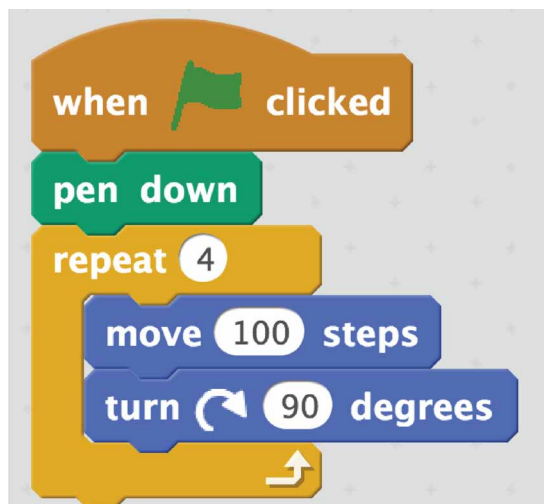 when clicked
pen down
repeat 4
move 100 steps
turn 90 degrees